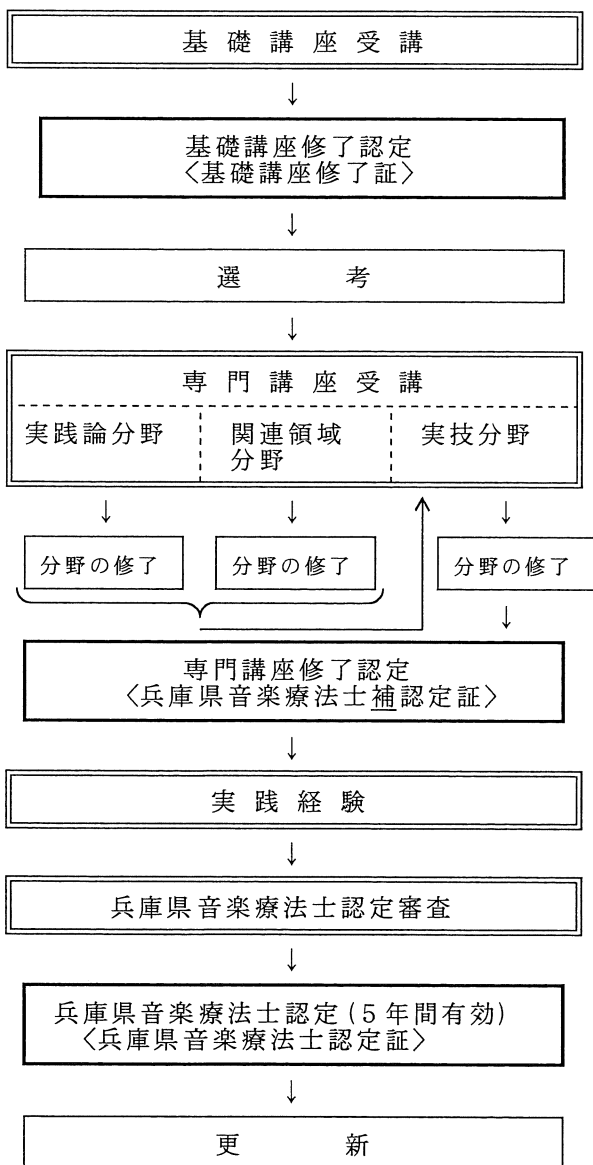 基礎講座受講
↓
基礎講座修了認定
〈基礎講座修了証〉
↓
選考
↓
専門講座受講
実践論分野
関連領域
分野
実技分野
↓ ↓ ↓
分野の修了 分野の修了 分野の修了
↓
専門講座修了認定
〈兵庫県音楽療法士補認定証〉
↓
実践経験
↓
兵庫県音楽療法士認定審査
↓
兵庫県音楽療法士認定(5年間有効)
〈兵庫県音楽療法士認定証〉
↓
更新